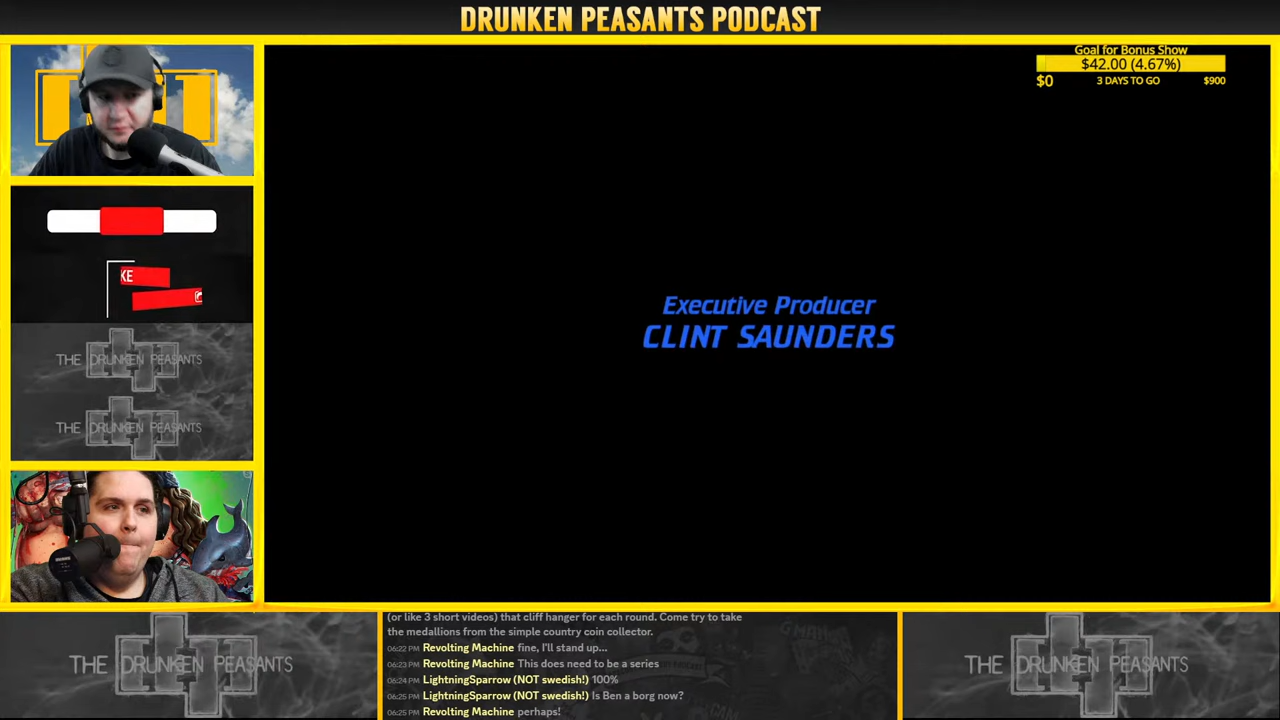 DRUNKEN PEASANTS PODCAST
Goal for Bonus Show
$42.00 (4.67%)
$0
3 DAYS TO GO
$900
KE
THE DRUNKEN PEASANTS
THE DRUNKEN PEASANTS
Executive Producer
CLINT SAUNDERS
(or like 3 short videos) that cliff hanger for each round. Come try to take
the medallions from the simple country coin collector.
06:22 PM Revolting Machine fine, I'll stand up...
06:23 PM Revolting Machine This does need to be a series
06:24 PM LightningSparrow (NOT swedish!) 100%
06:25 PM LightningSparrow (NOT swedish!) Is Ben a borg now?
06:25 PM Revolting Machine perhaps!
THE DRUNKEN PEASANTS
THE DRUNKEN PEASANTS